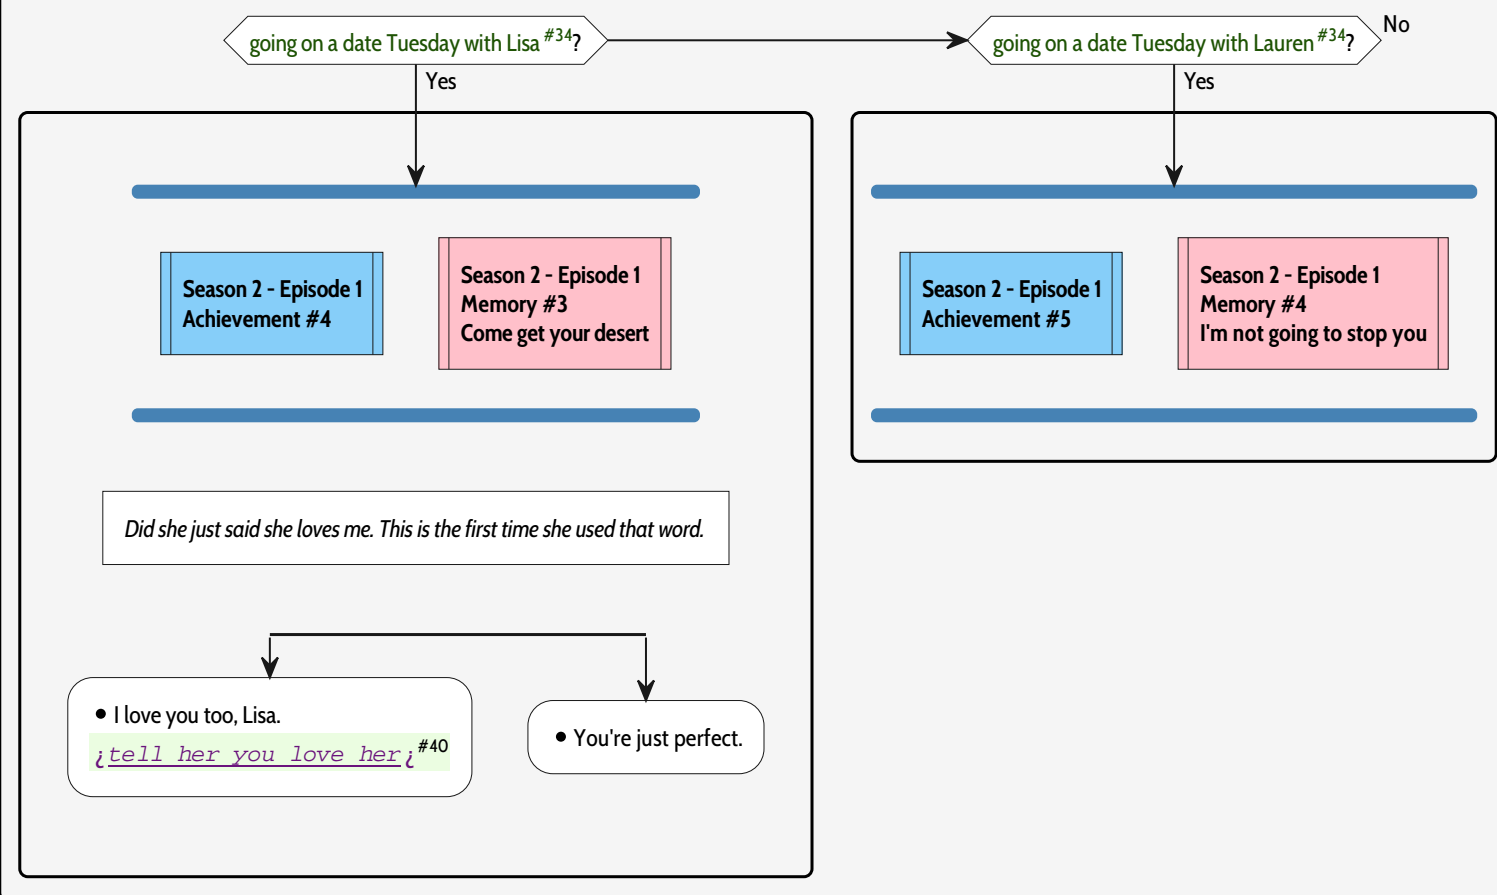 going on a date Tuesday with Lisa #34?
Yes
Season 2 - Episode 1
Achievement #4
Season 2 - Episode 1
Memory #3
Come get your desert
Did she just said she loves me. This is the first time she used that word.
• I love you too, Lisa.
¿tell her you love her¿ #40
• You're just perfect.
going on a date Tuesday with Lauren #34?
No
Yes
Season 2 - Episode 1
Achievement #5
Season 2 - Episode 1
Memory #4
I'm not going to stop you